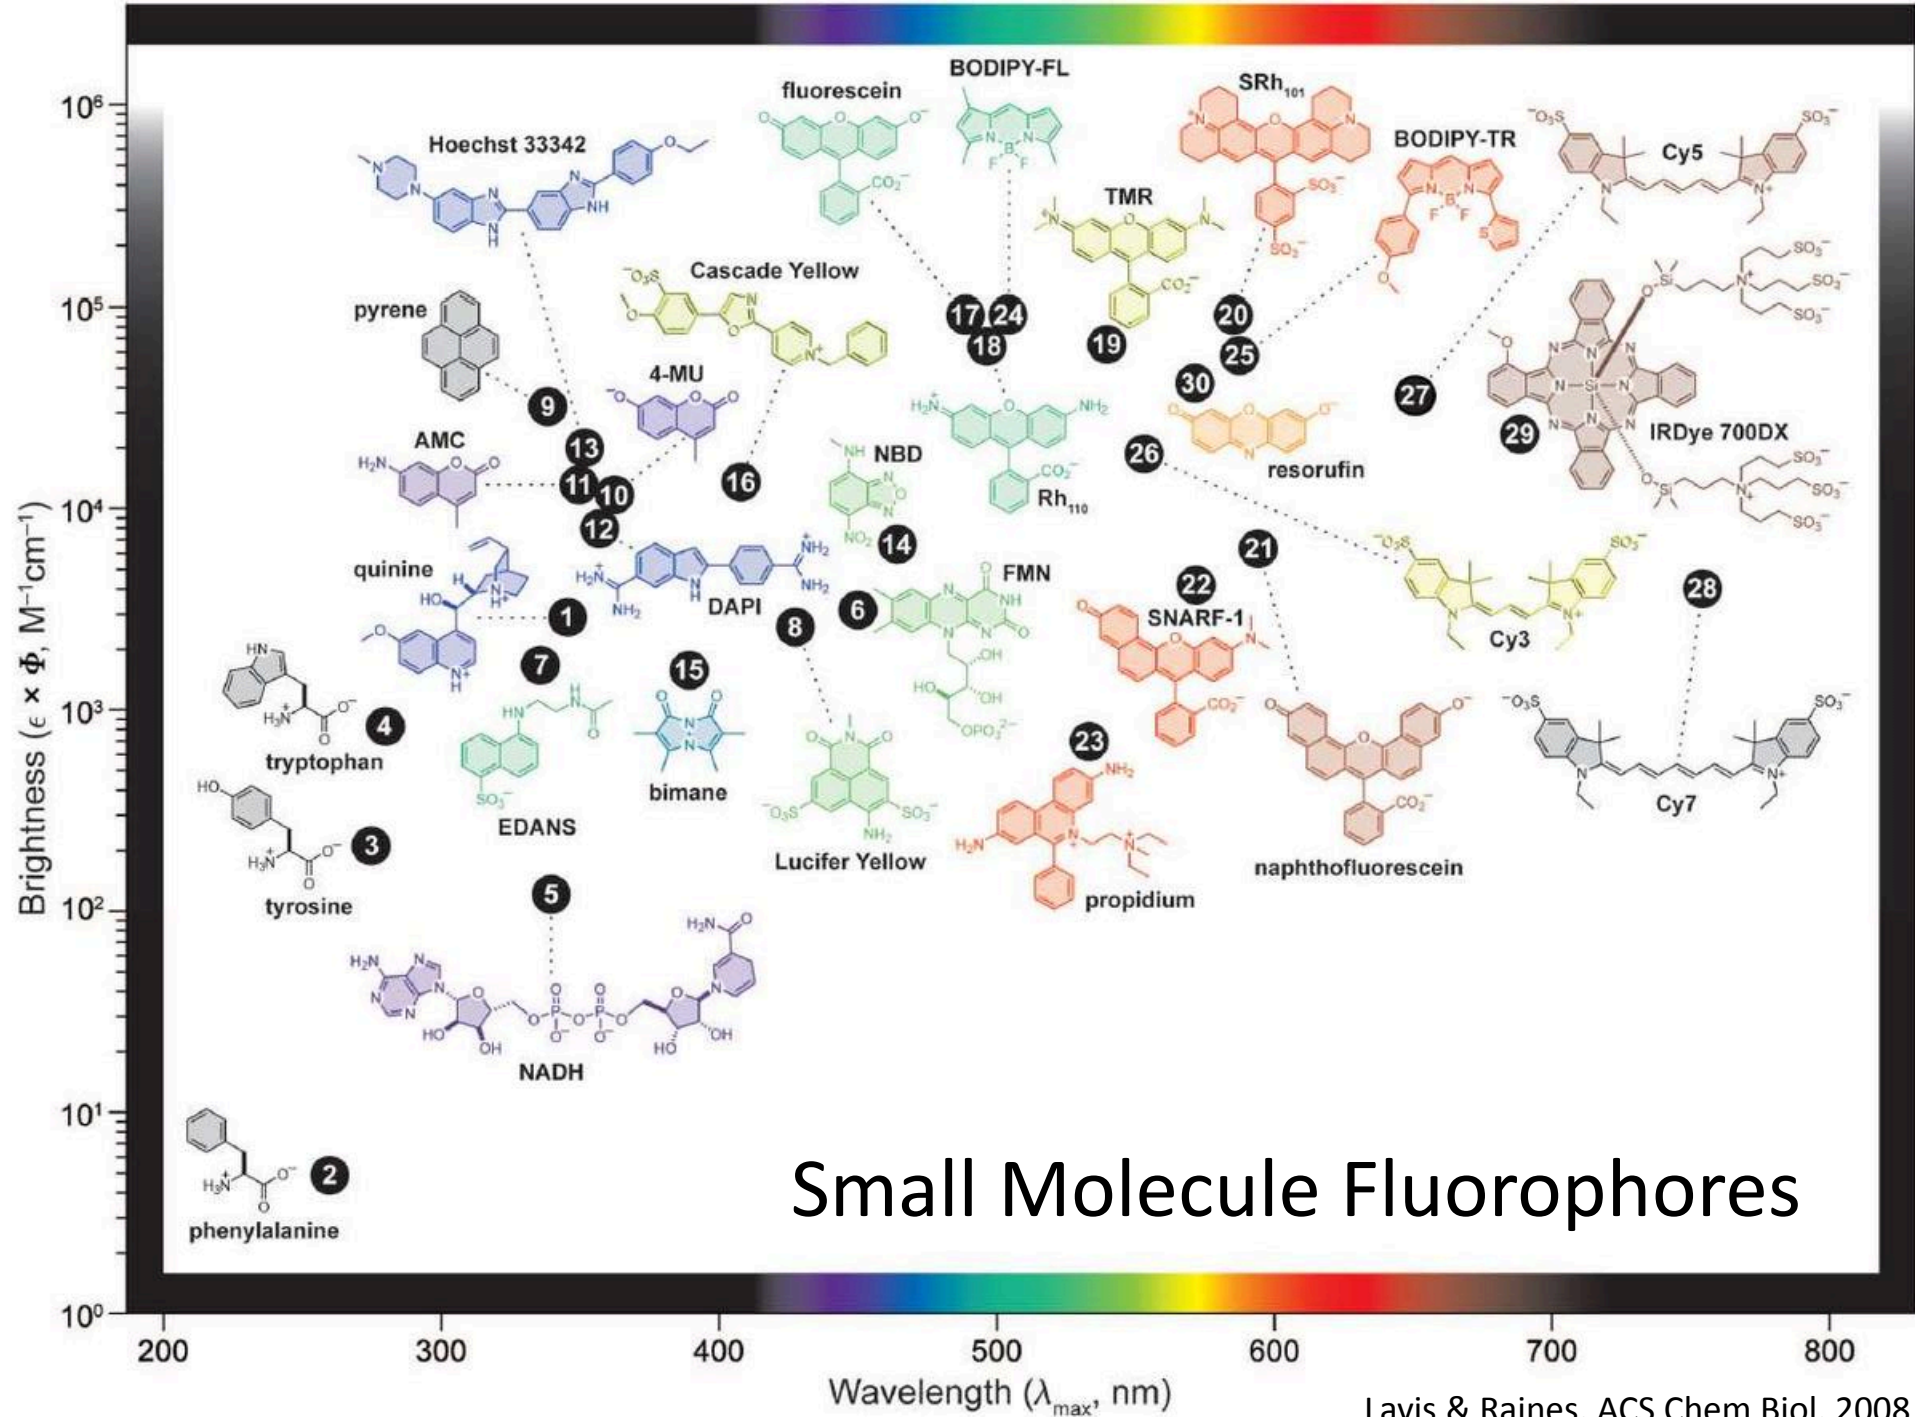 BODIPY-FL
fluorescein
SRh101
BODIPY-TR
Hoechst 33342
Cy5
TMR
Cascade Yellow
pyrene
17
24
20
18
19
25
4-MU
30
9
27
29
IRDye 700DX
AMC
13
NBD
26
resorufin
11
10
16
Rh110
12
14
21
quinine
FMN
22
28
DAPI
6
1
8
SNARF-1
Cy3
7
15
4
23
tryptophan
bimane
Cy7
EDANS
3
Lucifer Yellow
naphthofluorescein
5
propidium
tyrosine
NADH
2
phenylalanine
Small Molecule Fluorophores
Brightness (ϵ × Φ, M⁻¹cm⁻¹)
10⁶
10⁵
10⁴
10³
10²
10¹
10⁰
200 300 400 500 600 700 800
Wavelength (λmax, nm)
Lavis & Raines, ACS Chem Biol, 2008